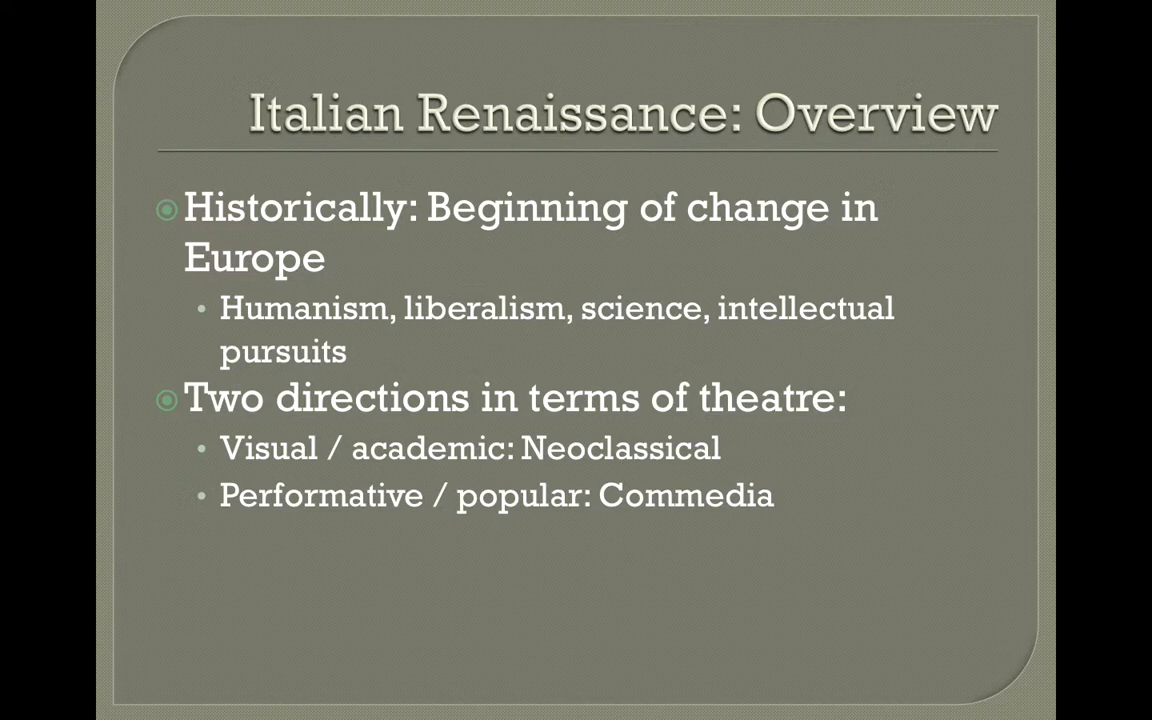 Italian Renaissance: Overview
Historically: Beginning of change in
Europe
Humanism, liberalism, science, intellectual
pursuits
Two directions in terms of theatre:
Visual / academic: Neoclassical
Performative / popular: Commedia